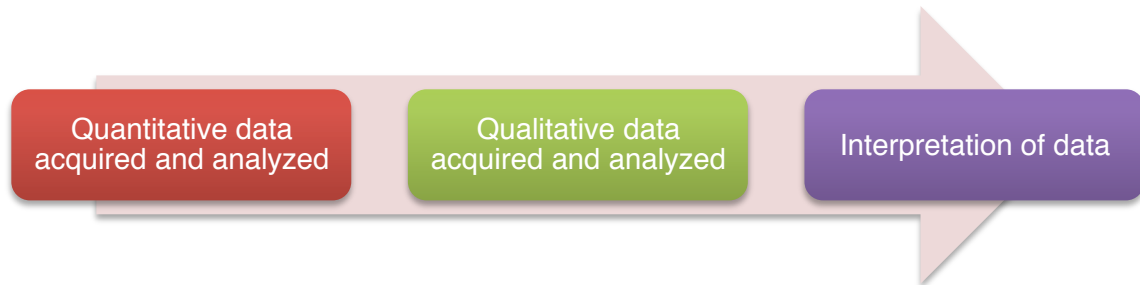 Quantitative data
acquired and analyzed
Qualitative data
acquired and analyzed
Interpretation of data